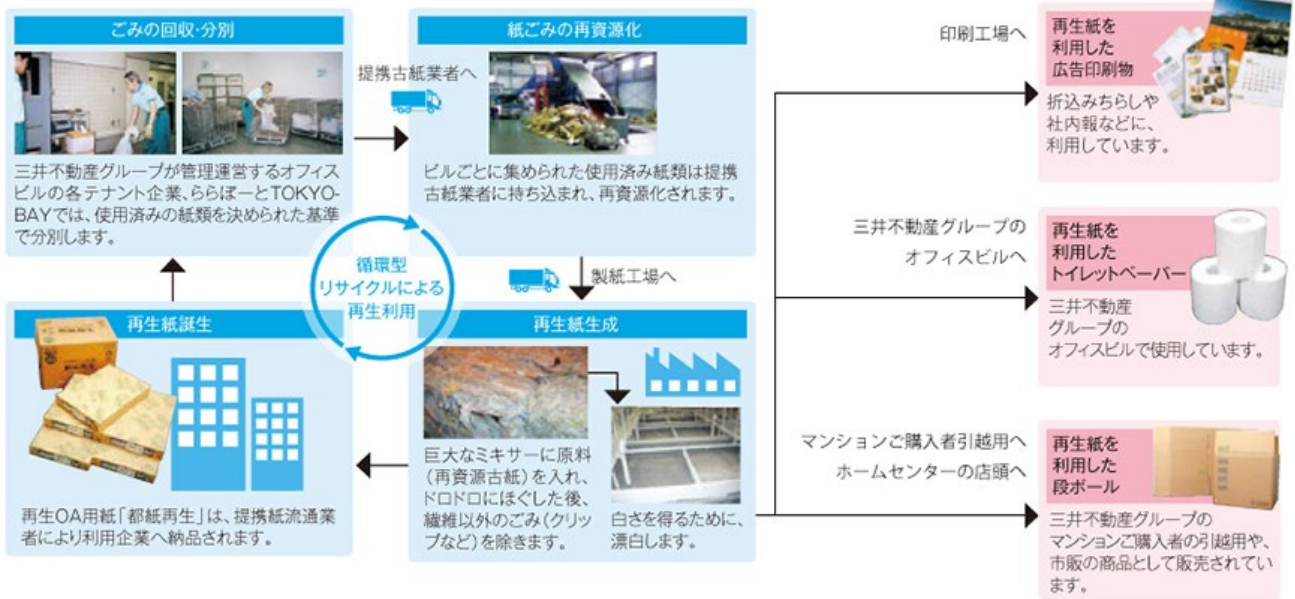 ごみの回収・分別
三井不動産グループが管理運営するオフィス
ビルの各テナント企業、ららぽーとTOKYO-
BAYでは、使用済みの紙類を決められた基準
で分別します。
提携古紙業者へ
紙ごみの再資源化
ビルごとに集められた使用済み紙類は提携
古紙業者に持ち込まれ、再資源化されます。
循環型
リサイクルによる
再生利用
製紙工場へ
再生紙生成
巨大なミキサーに原料
(再資源古紙)を入れ、
ドロドロにほぐした後、
繊維以外のごみ(クリッ
プなど)を除きます。
白さを得るために、
漂白します。
再生紙誕生
再生OA用紙「都紙再生」は、提携紙流通業
者により利用企業へ納品されます。
印刷工場へ
再生紙を
利用した
広告印刷物
折込みちらしや
社内報などに、
利用しています。
三井不動産グループの
オフィスビルへ
再生紙を
利用した
トイレットペーパー
三井不動産
グループの
オフィスビルで使用しています。
マンションご購入者引越用へ
ホームセンターの店頭へ
再生紙を
利用した
段ボール
三井不動産グループの
マンションご購入者の引越用や、
市販の商品として販売されてい
ます。